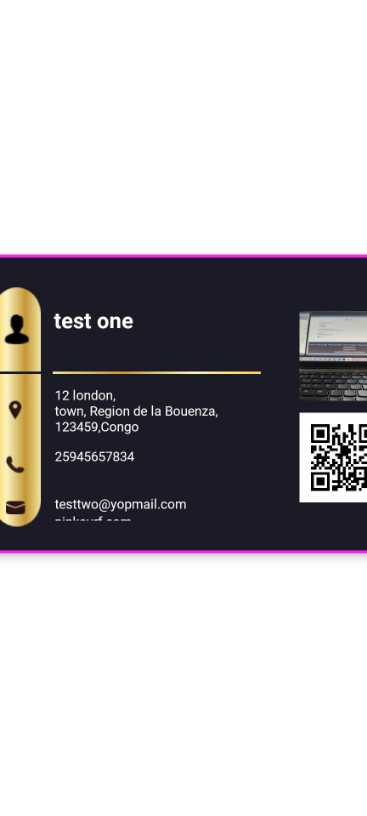 test one
12 london,
town, Region de la Bouenza,
123459,Congo
25945657834
testtwo@yopmail.com